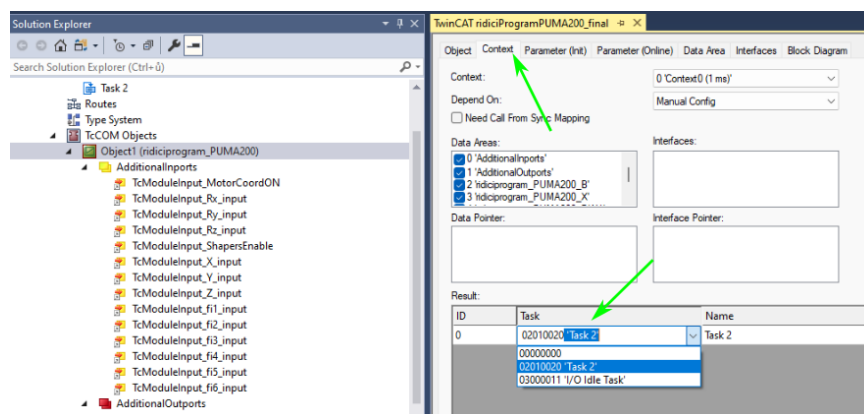 Solution Explorer
Search Solution Explorer (Ctrl+ů)
Task 2
Routes
Type System
TcCOM Objects
Object1 (ridiciprogram_PUMA200)
AdditionalInports
TcModuleInput_MotorCoordON
TcModuleInput_Rx_input
TcModuleInput_Ry_input
TcModuleInput_Rz_input
TcModuleInput_ShapersEnable
TcModuleInput_X_input
TcModuleInput_Y_input
TcModuleInput_Z_input
TcModuleInput_fi1_input
TcModuleInput_fi2_input
TcModuleInput_fi3_input
TcModuleInput_fi4_input
TcModuleInput_fi5_input
TcModuleInput_fi6_input
AdditionalOutports
TwinCAT ridiciProgramPUMA200_final
Object Context Parameter (Init) Parameter (Online) Data Area Interfaces Block Diagram
Context: 0 'Context0 (1 ms)'
Depend On: Manual Config
Need Call From Sync Mapping
Data Areas: Interfaces:
0 'AdditionalInports'
1 'AdditionalOutports'
2 'ridiciprogram_PUMA200_B'
3 'ridiciprogram_PUMA200_X'
Data Pointer: Interface Pointer:
Result:
ID Task Name
0 02010020 'Task 2' Task 2
00000000
02010020 'Task 2'
03000011 'I/O Idle Task'